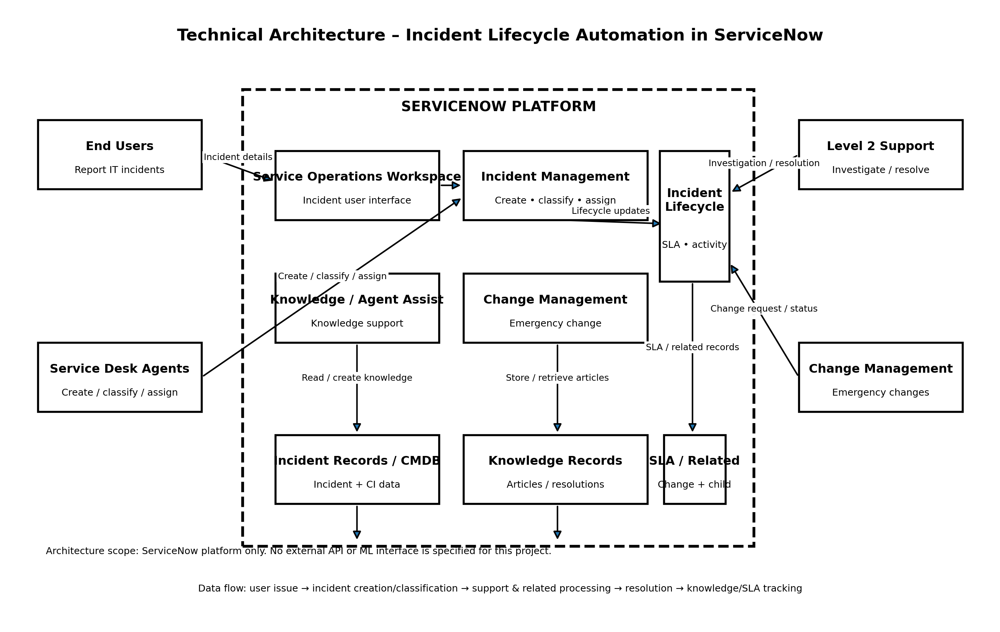 Technical Architecture – Incident Lifecycle Automation in ServiceNow
SERVICENOW PLATFORM
End Users
Report IT incidents
Incident details
Service Operations Workspace
Incident user interface
Incident Management
Create • classify • assign
Lifecycle updates
Incident
Lifecycle
SLA • activity
Investigation / resolution
Level 2 Support
Investigate / resolve
Create / classify / assign
Knowledge / Agent Assist
Knowledge support
Change Management
Emergency change
Change request / status
SLA / related records
Service Desk Agents
Create / classify / assign
Read / create knowledge
Store / retrieve articles
Change Management
Emergency changes
Incident Records / CMDB
Incident + CI data
Knowledge Records
Articles / resolutions
SLA / Related
Change + child
Architecture scope: ServiceNow platform only. No external API or ML interface is specified for this project.
Data flow: user issue → incident creation/classification → support & related processing → resolution → knowledge/SLA tracking